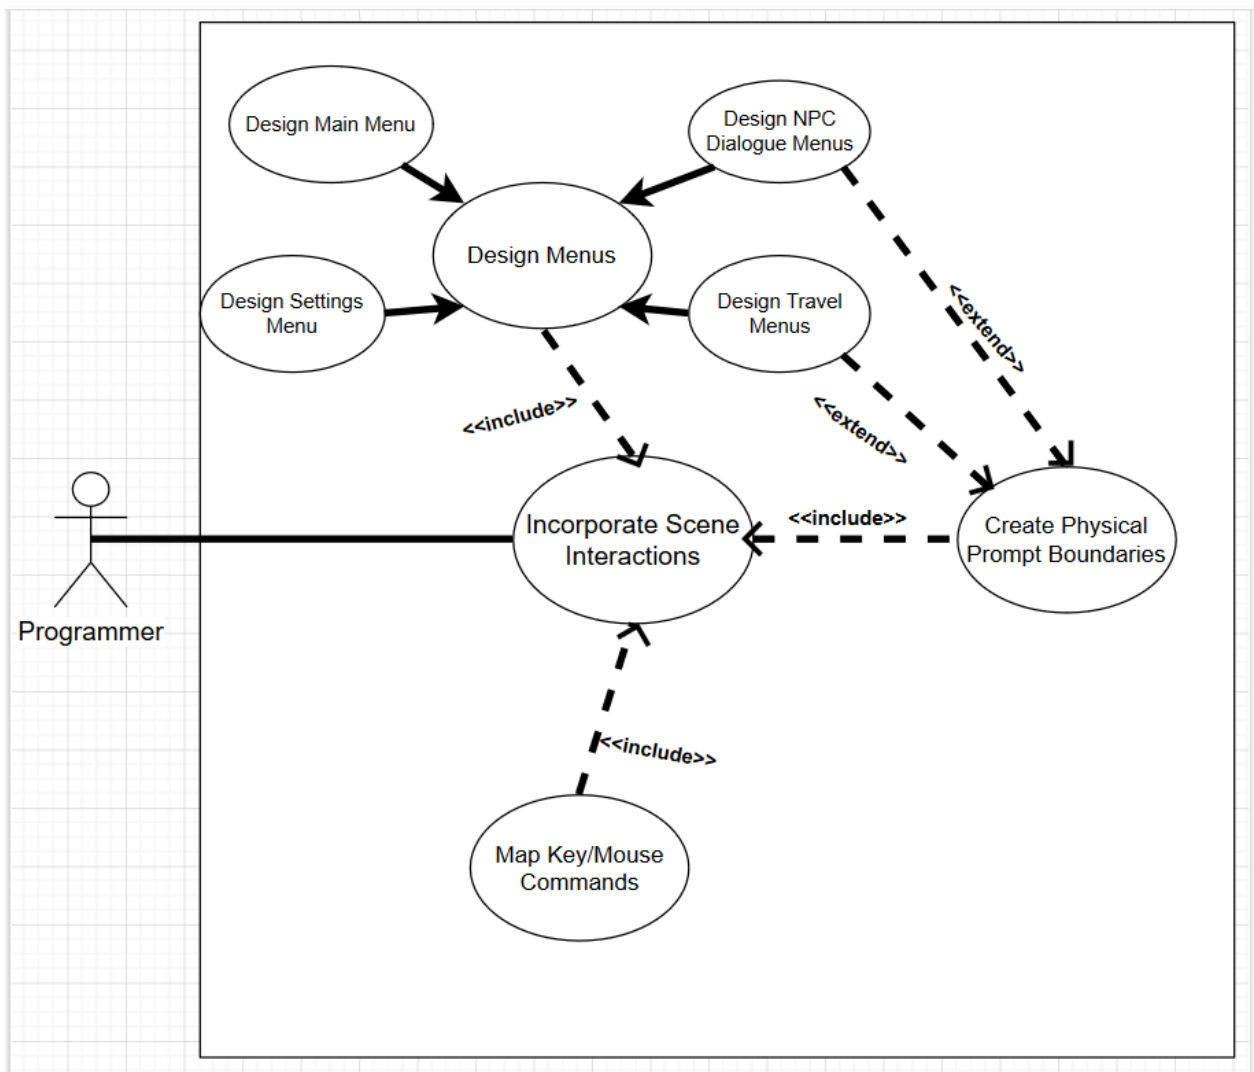 Design Main Menu
Design NPC
Dialogue Menus
Design Menus
Design Settings
Menu
Design Travel
Menus
<<extend>>
<<include>>
<<extend>>
Incorporate Scene
Interactions
<<include>>
Create Physical
Prompt Boundaries
Programmer
<<include>>
Map Key/Mouse
Commands